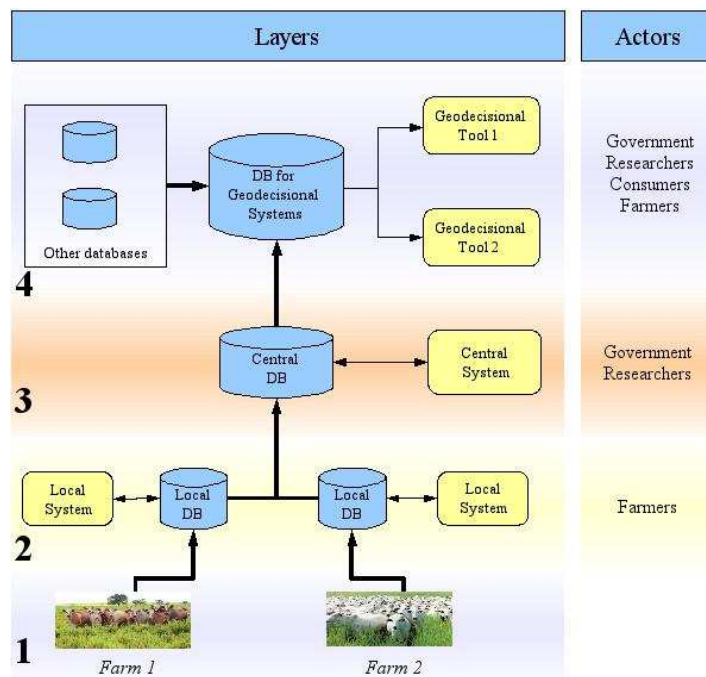 Layers
Actors
Geodecisional
Tool 1
DB for
Geodecisional
Systems
Geodecisional
Tool 2
Other databases
Government
Researchers
Consumers
Farmers
4
Central
DB
Central
System
Government
Researchers
3
Local
System
Local
DB
Local
DB
Local
System
Farmers
2
1
Farm 1
Farm 2